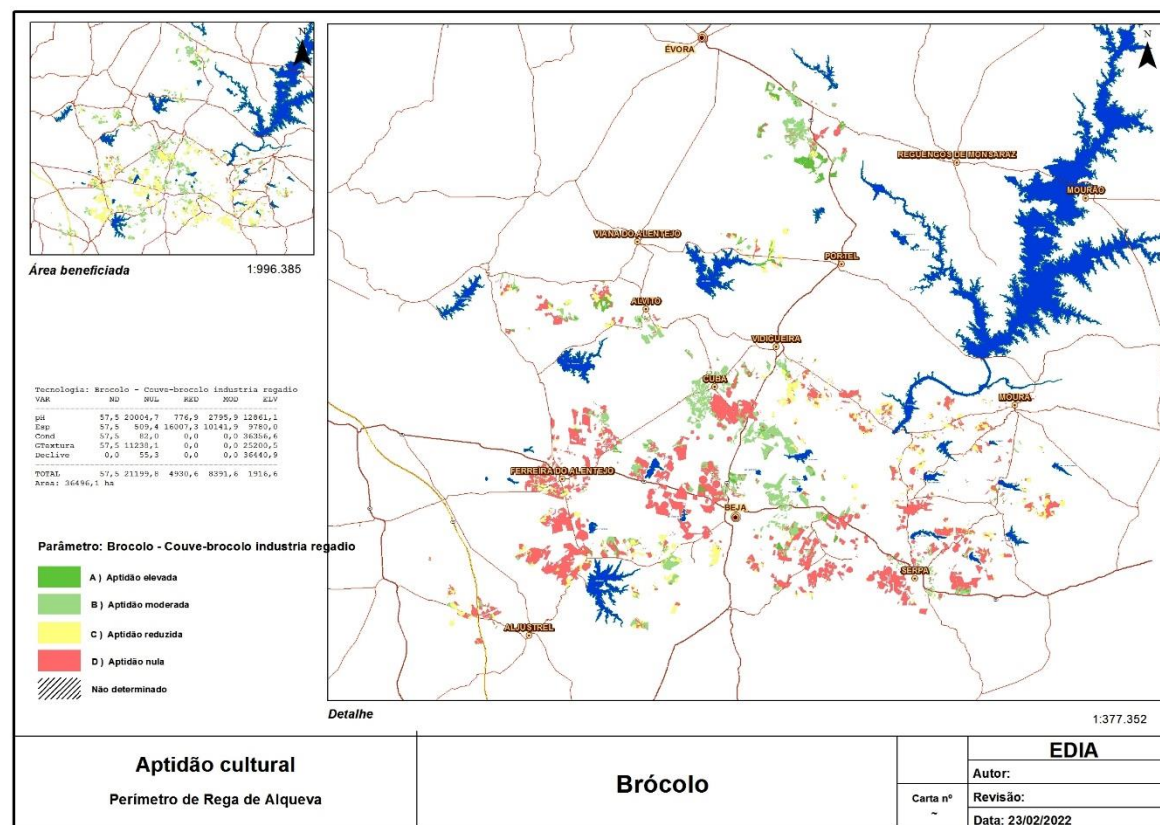 N
Área beneficiada 1:996.385
Tecnologia: Brocolo - Couve-brocolo industria regadio
VAR ND NUL RED MOD ELV
pH 57,5 20004,7 776,9 2795,9 12861,1
Esp 57,5 509,4 16007,3 10141,9 9780,0
Cond 57,5 82,0 0,0 0,0 36356,6
CTextura 57,5 11238,1 0,0 0,0 25200,5
Declive 0,0 55,3 0,0 0,0 36440,9
TOTAL 57,5 21199,8 4930,6 8391,6 1916,6
Area: 36496,1 ha
Parâmetro: Brocolo - Couve-brocolo industria regadio
A ) Aptidão elevada
B ) Aptidão moderada
C ) Aptidão reduzida
D ) Aptidão nula
Não determinado
N
ÉVORA
REGUENGOS DE MONSARAZ
MOURÃO
VIANA DO ALENTEJO
PORTEL
ALVITO
VIDIGUEIRA
CUBA
MOURA
FERREIRA DO ALENTEJO
BEJA
SERPA
ALJUSTREL
Detalhe
1:377.352
Aptidão cultural
Perímetro de Rega de Alqueva
Brócolo
Carta nº
~
EDIA
Autor:
Revisão:
Data: 23/02/2022